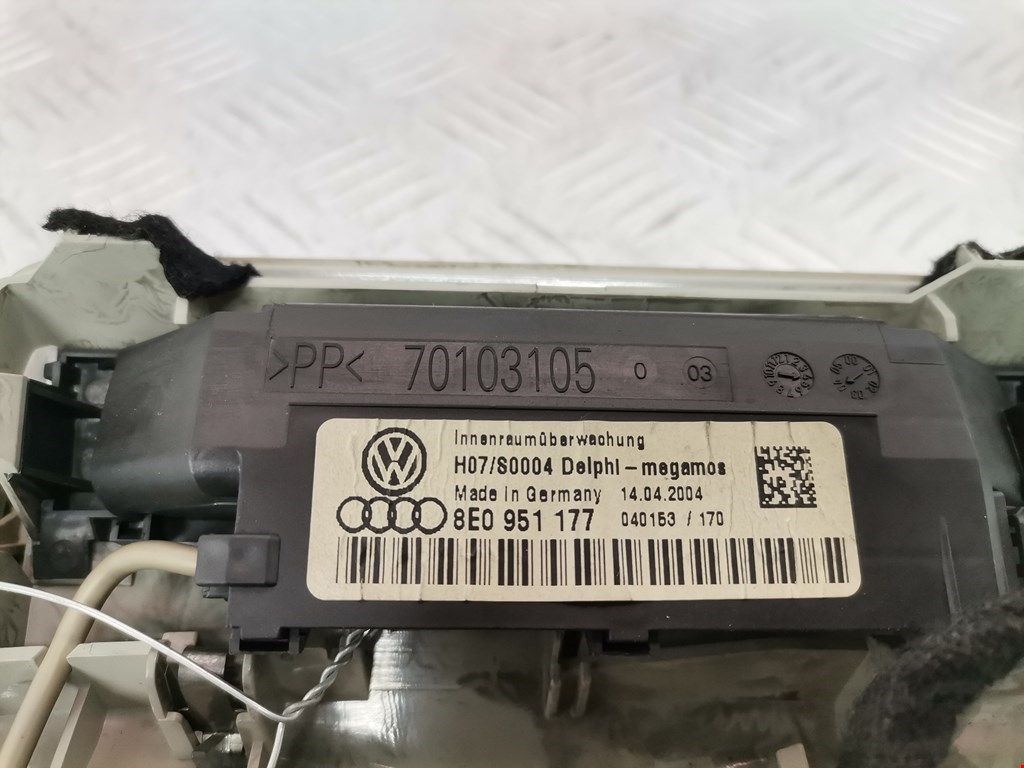 >PP< 70103105 0 03
Innenraumüberwachung
H07/S0004 Delphi-megamos
Made in Germany 14.04.2004
8E0 951 177 040153 / 170